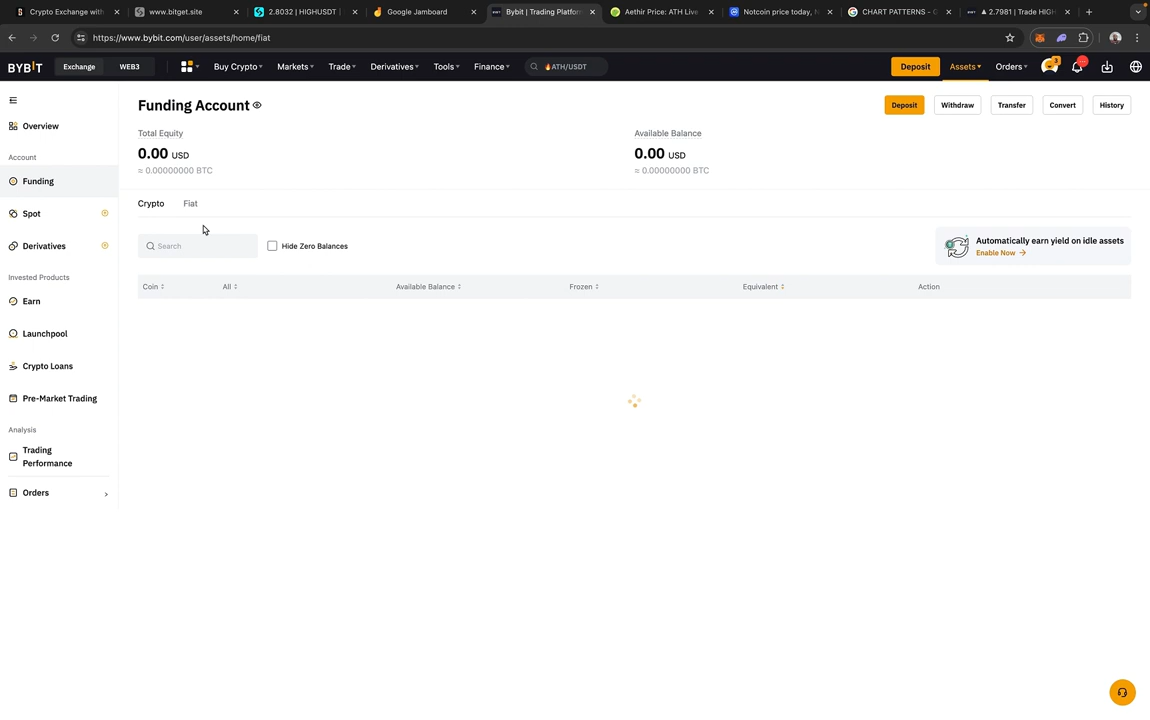 Crypto Exchange with
www.bitget.site
2.8032 | HIGHUSDT |
Google Jamboard
Bybit | Trading Platform
Aethir Price: ATH Live
Notcoin price today, N
CHART PATTERNS - G
▲ 2.7981 | Trade HIGH
https://www.bybit.com/user/assets/home/fiat
BYBIT
Exchange
WEB3
Buy Crypto
Markets
Trade
Derivatives
Tools
Finance
ATH/USDT
Deposit
Assets
Orders
3
Funding Account
Deposit
Withdraw
Transfer
Convert
History
Overview
Total Equity
Available Balance
0.00 USD
0.00 USD
≈ 0.00000000 BTC
≈ 0.00000000 BTC
Account
Funding
Spot
Derivatives
Invested Products
Earn
Launchpool
Crypto Loans
Pre-Market Trading
Analysis
Trading
Performance
Orders
Crypto
Fiat
Search
Hide Zero Balances
Automatically earn yield on idle assets
Enable Now →
Coin
All
Available Balance
Frozen
Equivalent
Action